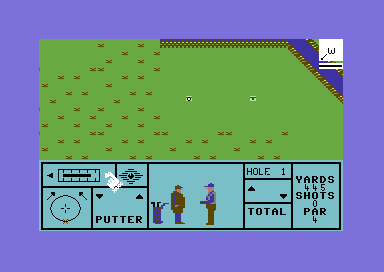 W
HOLE 1
YARDS
445
SHOTS
0
PAR
4
PUTTER
TOTAL